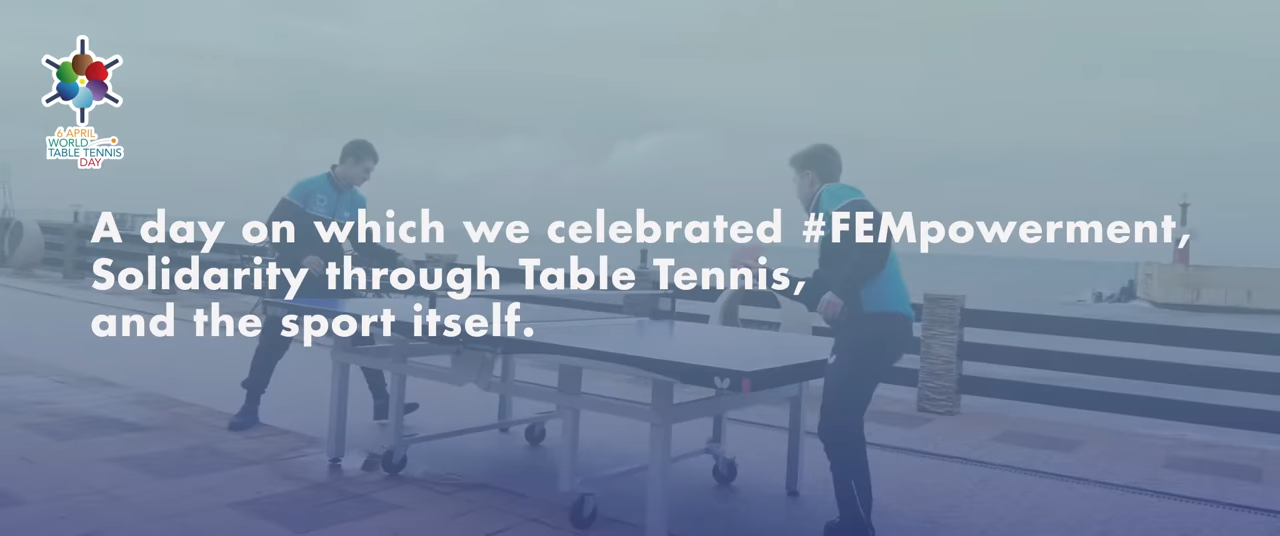 6 APRIL
WORLD
TABLE TENNIS
DAY
A day on which we celebrated #FEMpowerment,
Solidarity through Table Tennis,
and the sport itself.